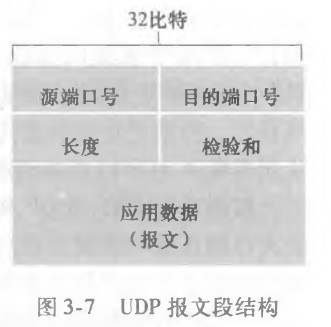 32比特
源端口号 目的端口号
长度 检验和
应用数据
（报文）
图 3-7 UDP 报文段结构